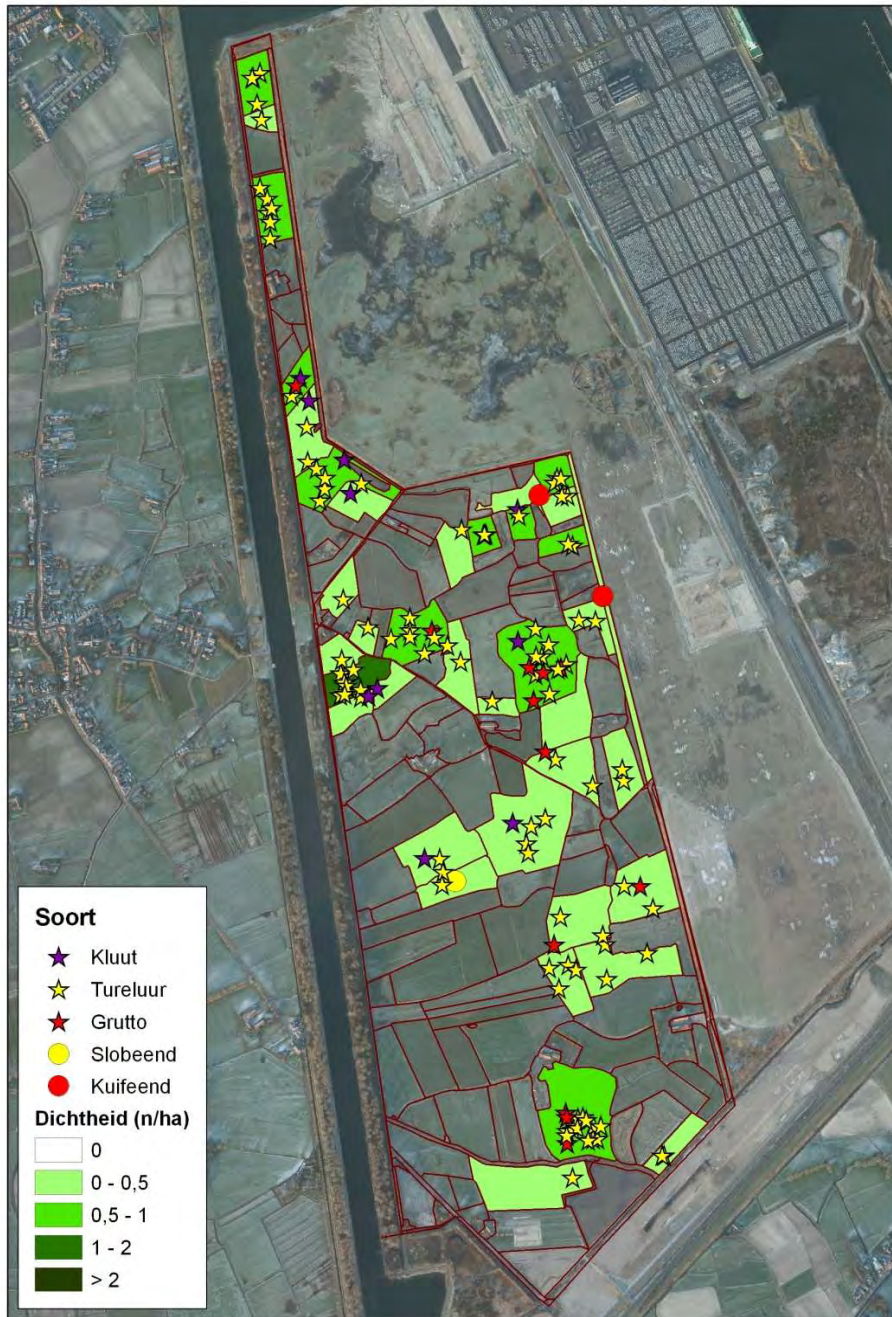 Soort
Kluut
Tureluur
Grutto
Slobeend
Kuifeend
Dichtheid (n/ha)
0
0 - 0,5
0,5 - 1
1 - 2
> 2